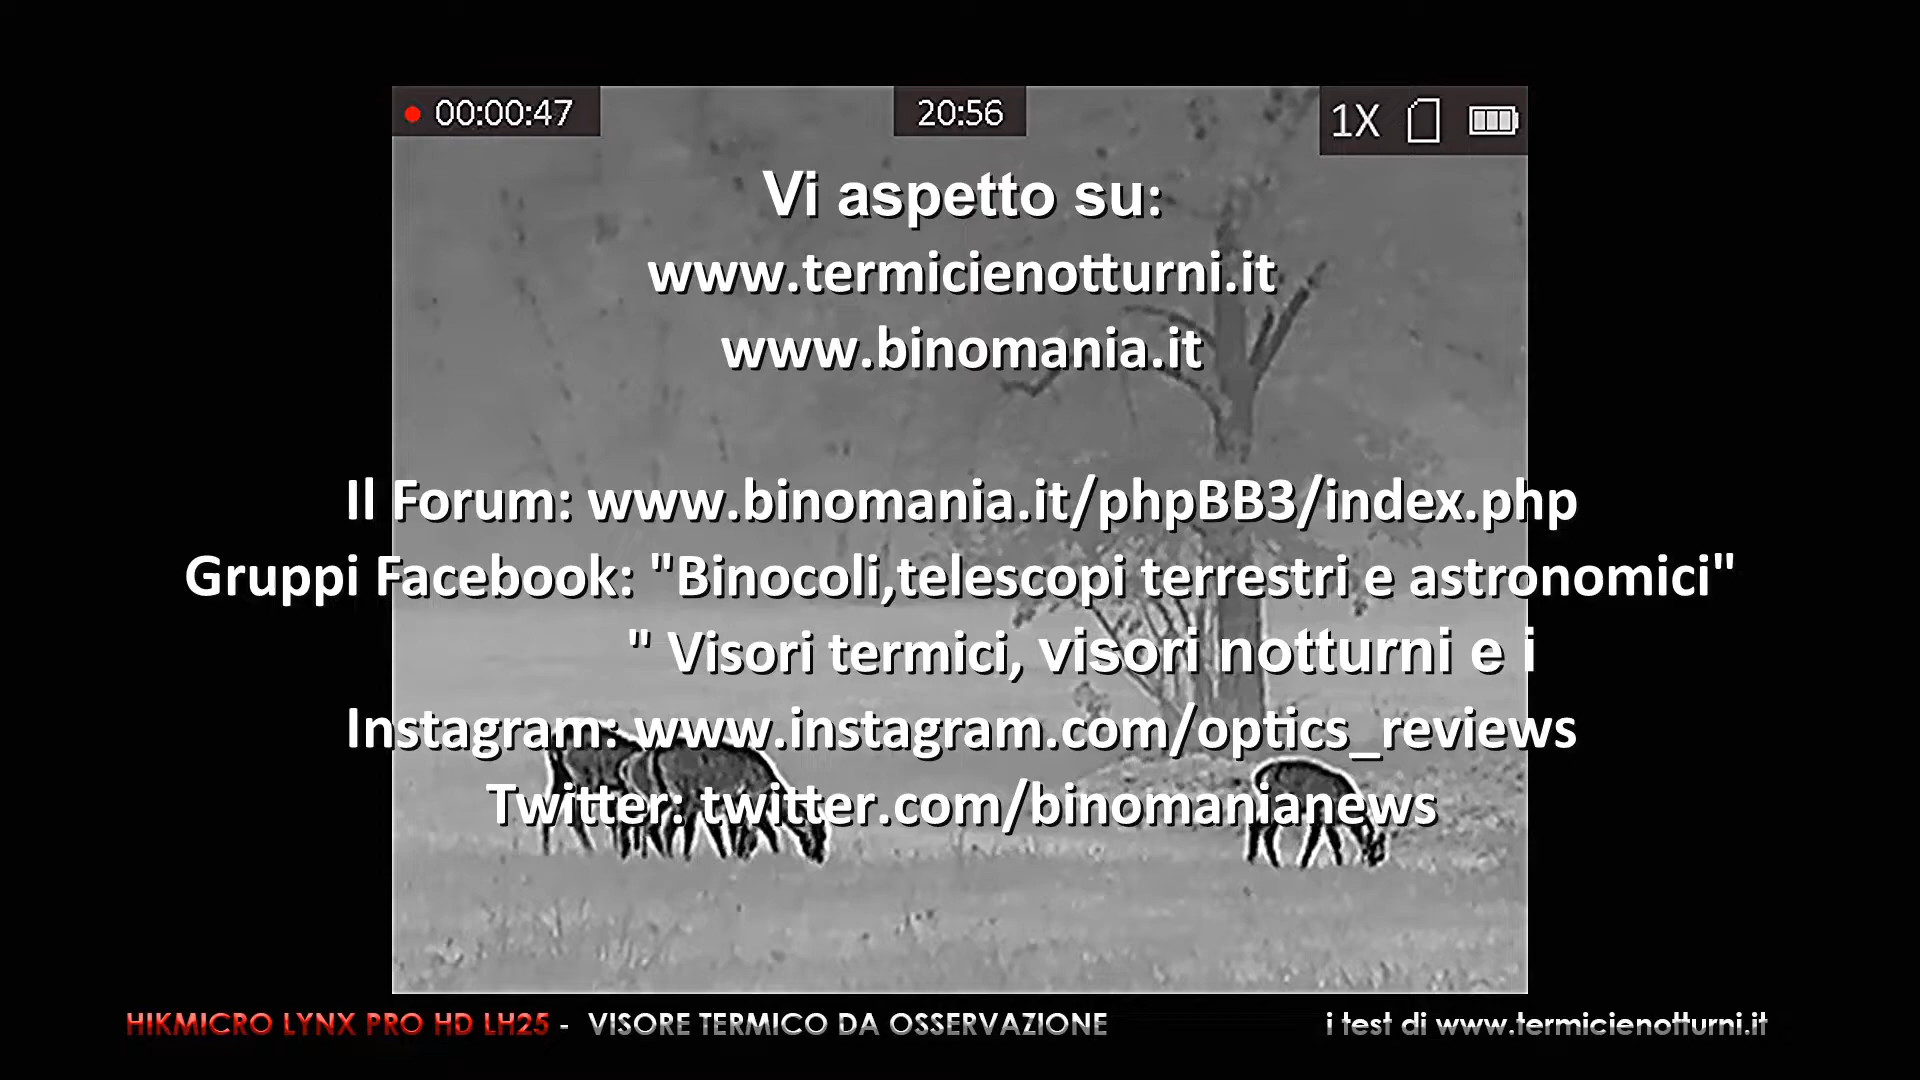 00:00:47
20:56
1X
Vi aspetto su:
www.termicienotturni.it
www.binomania.it
Il Forum: www.binomania.it/phpBB3/index.php
Gruppi Facebook: "Binocoli,telescopi terrestri e astronomici"
" Visori termici, visori notturni e i
Instagram: www.instagram.com/optics_reviews
Twitter: twitter.com/binomanianews
HIKMICRO LYNX PRO HD LH25 - VISORE TERMICO DA OSSERVAZIONE
i test di www.termicienotturni.it